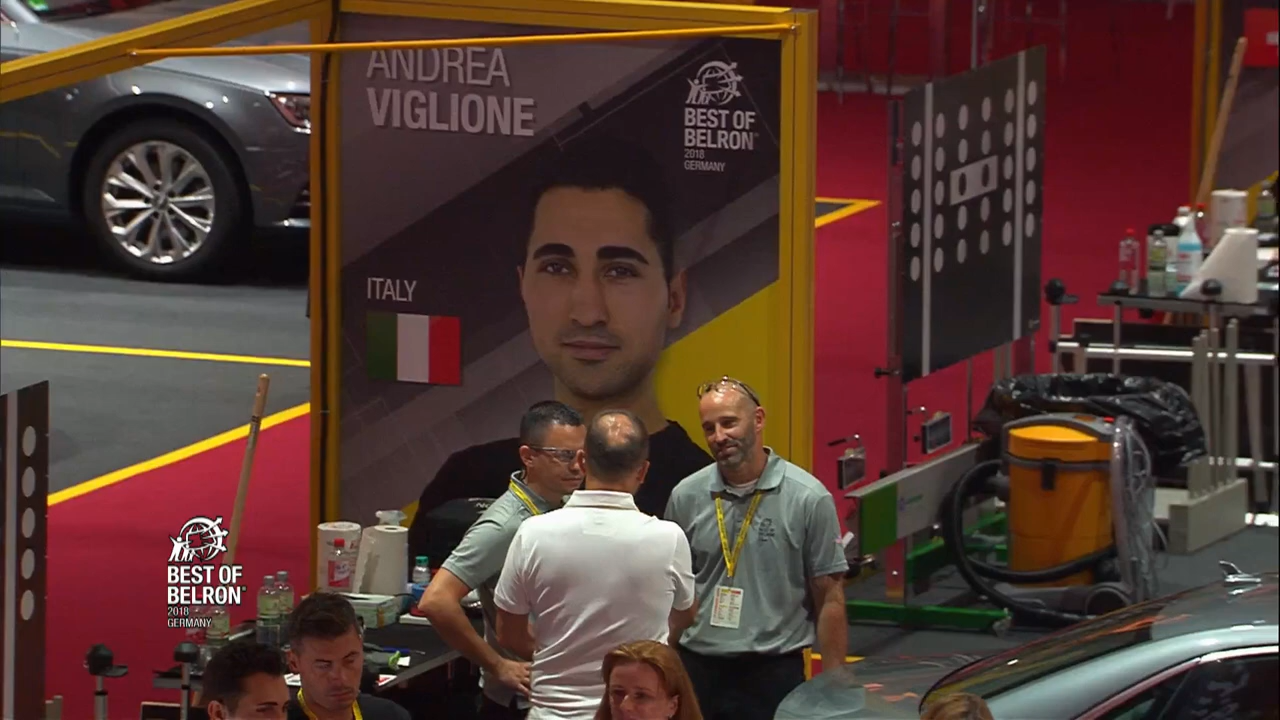 ANDREA
VIGLIONE
BEST OF
BELRON
2018
GERMANY
ITALY
BEST OF
BELRON
2018
GERMANY